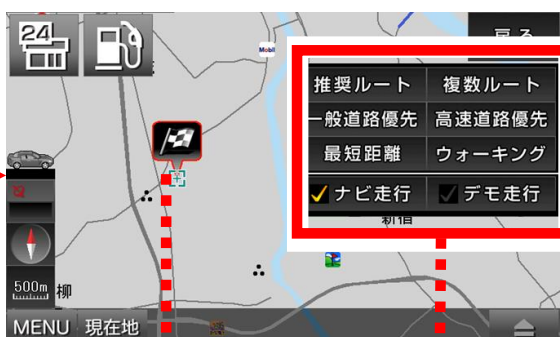 24
Mobil
戻る
推奨ルート 複数ルート
一般道路優先 高速道路優先
最短距離 ウォーキング
ナビ走行 デモ走行
新宿
500m 柳
MENU 現在地